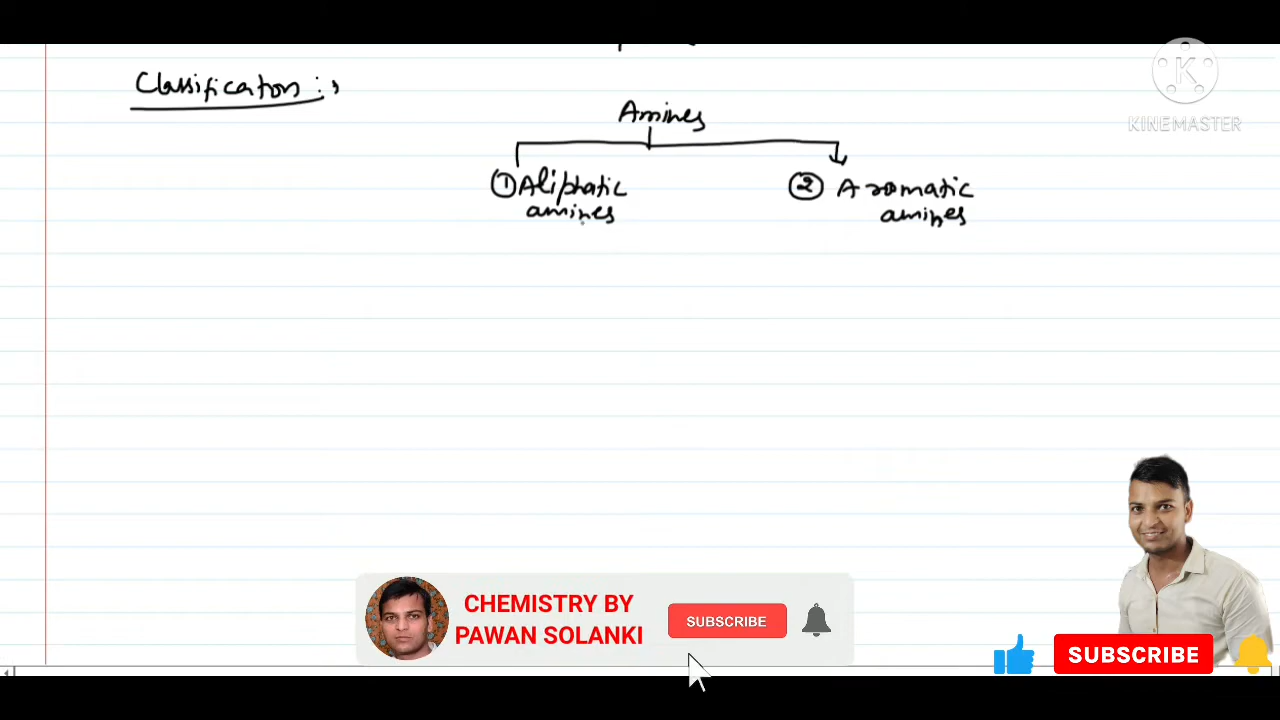 Classification :,
KINEMASTER
Amines
① Aliphatic
amines
② Aromatic
amines
CHEMISTRY BY
PAWAN SOLANKI
SUBSCRIBE
SUBSCRIBE